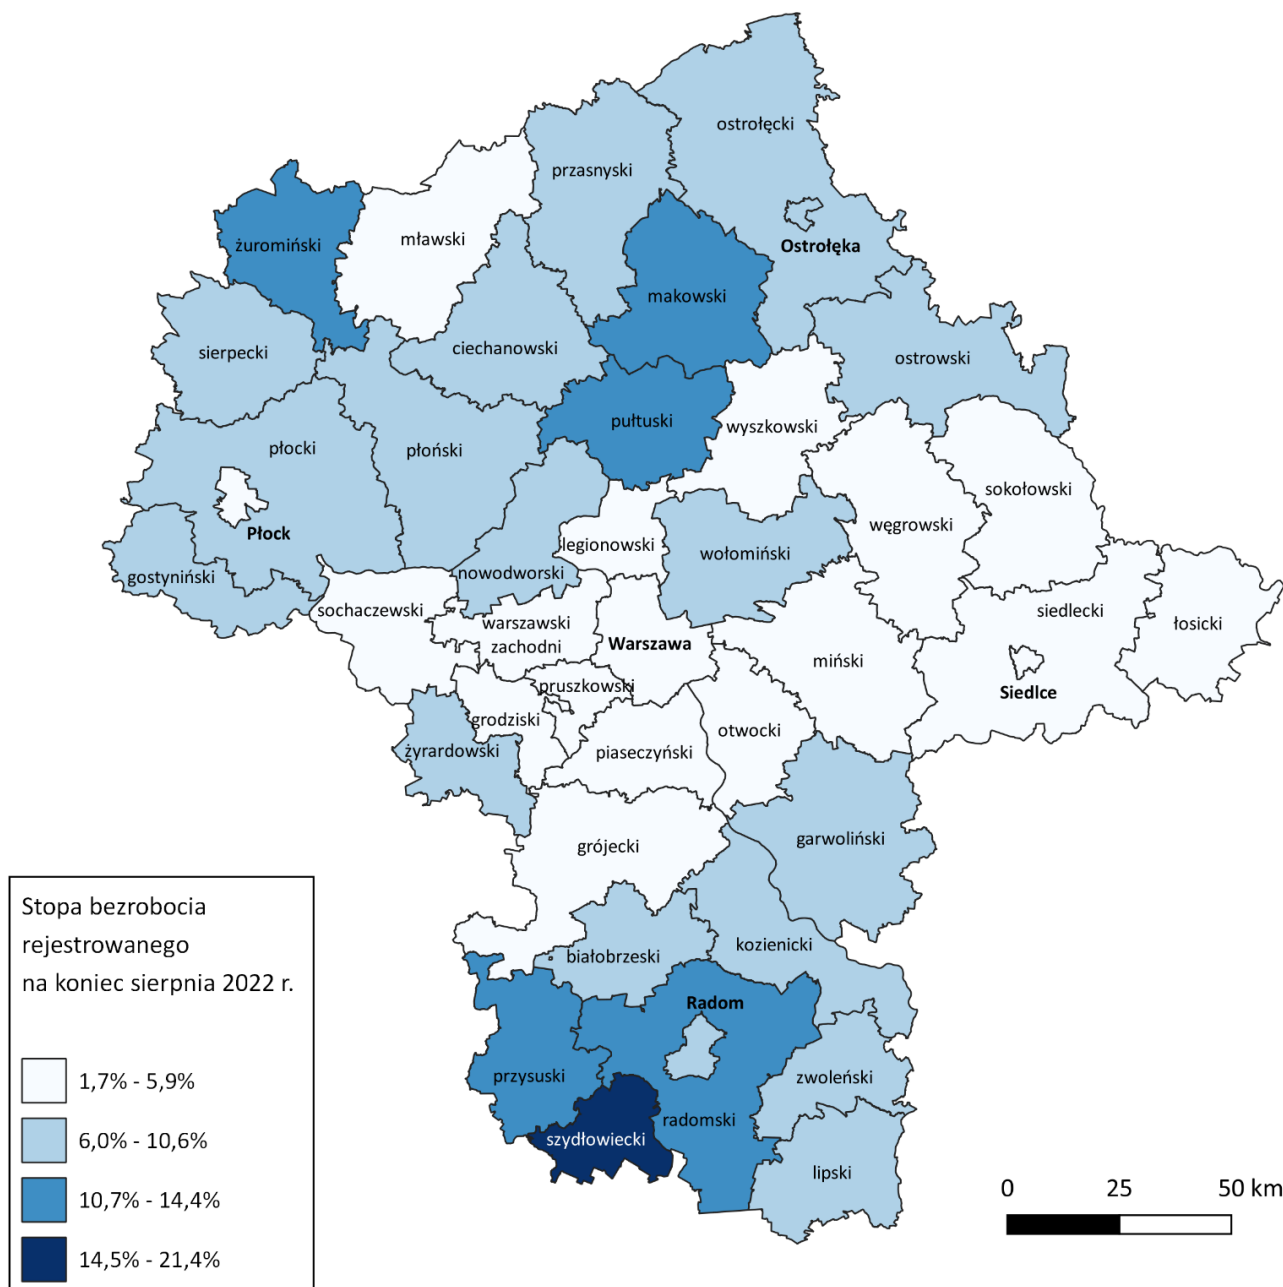 ostrołęcki
przasnyski
żuromiński
mławski
Ostrołęka
makowski
sierpecki
ciechanowski
ostrowski
pułtuski
wyszkowski
płocki
płoński
sokołowski
Płock
węgrowski
legionowski
wołomiński
gostyniński
nowodworski
sochaczewski
siedlecki
warszawski
zachodni
Warszawa
łosicki
miński
pruszkowski
Siedlce
grodziski
otwocki
żyrardowski
piaseczyński
garwoliński
grójecki
kozienicki
białobrzeski
Radom
przysuski
zwoleński
radomski
szydłowiecki
lipski
Stopa bezrobocia
rejestrowanego
na koniec sierpnia 2022 r.
1,7% - 5,9%
6,0% - 10,6%
10,7% - 14,4%
14,5% - 21,4%
0 25 50 km